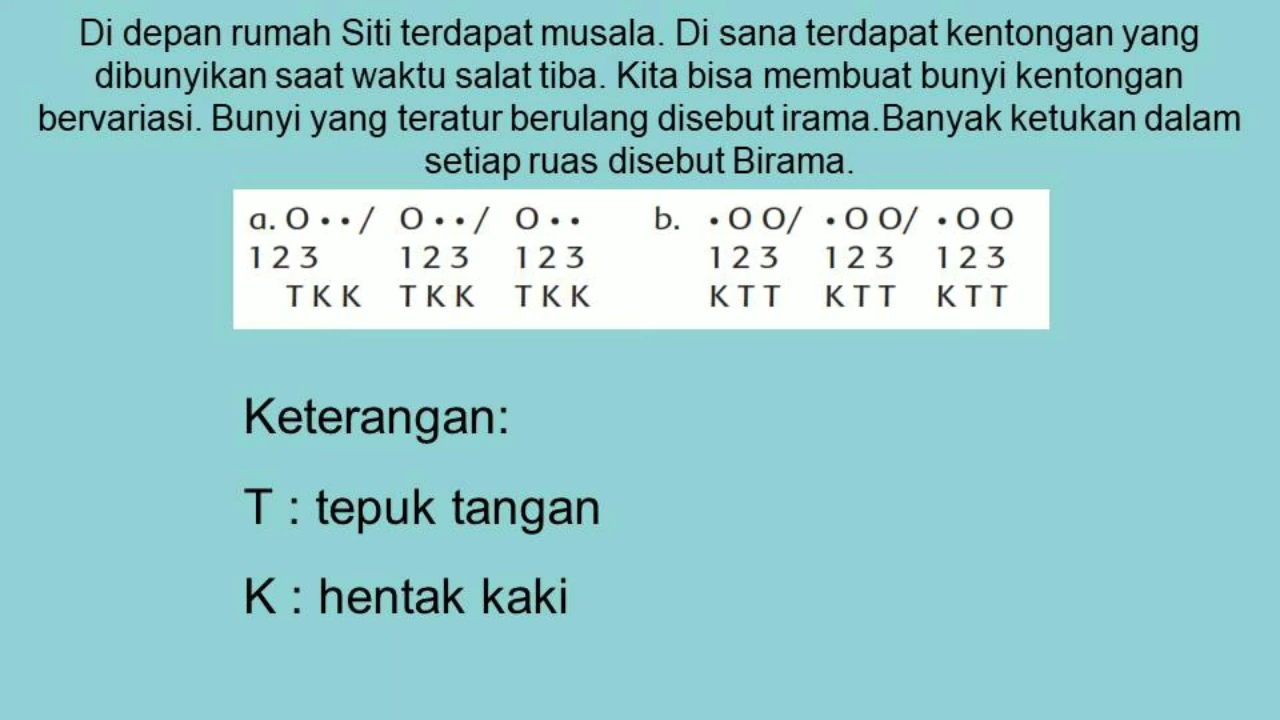 Di depan rumah Siti terdapat musala. Di sana terdapat kentongan yang
dibunyikan saat waktu salat tiba. Kita bisa membuat bunyi kentongan
bervariasi. Bunyi yang teratur berulang disebut irama.Banyak ketukan dalam
setiap ruas disebut Birama.
a. O • • / O • • / O • • b. • O O / • O O / • O O
1 2 3 1 2 3 1 2 3 1 2 3 1 2 3 1 2 3
T K K T K K T K K K T T K T T K T T
Keterangan:
T : tepuk tangan
K : hentak kaki